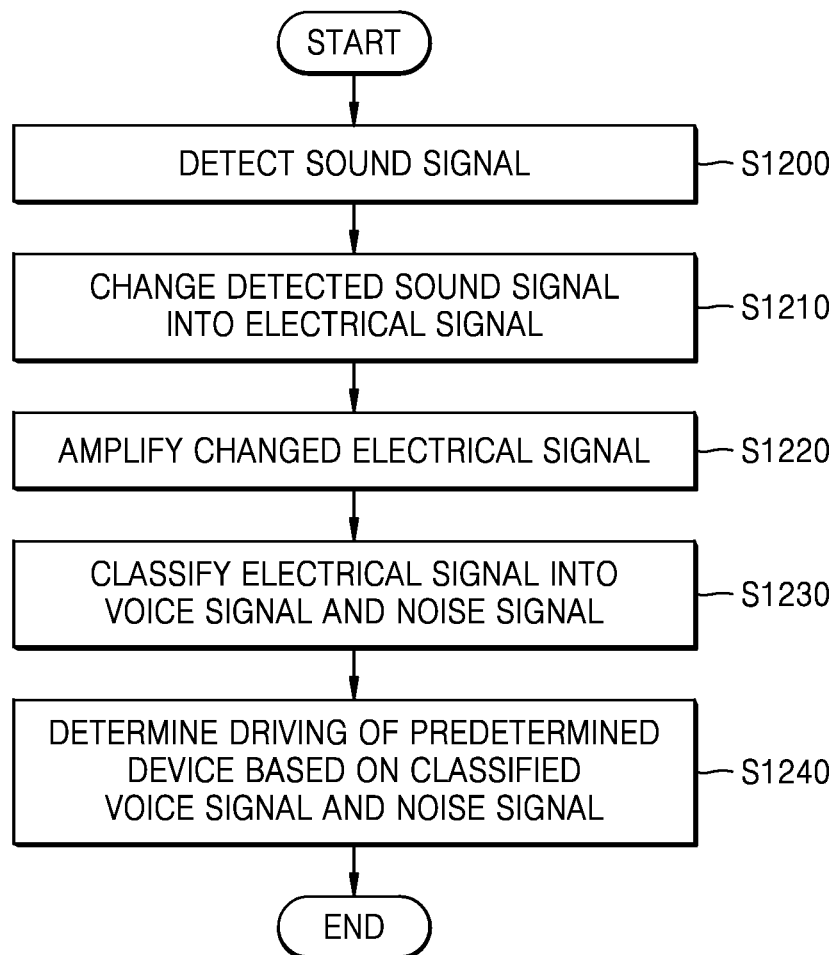 START
DETECT SOUND SIGNAL
S1200
CHANGE DETECTED SOUND SIGNAL
INTO ELECTRICAL SIGNAL
S1210
AMPLIFY CHANGED ELECTRICAL SIGNAL
S1220
CLASSIFY ELECTRICAL SIGNAL INTO
VOICE SIGNAL AND NOISE SIGNAL
S1230
DETERMINE DRIVING OF PREDETERMINED
DEVICE BASED ON CLASSIFIED
VOICE SIGNAL AND NOISE SIGNAL
S1240
END